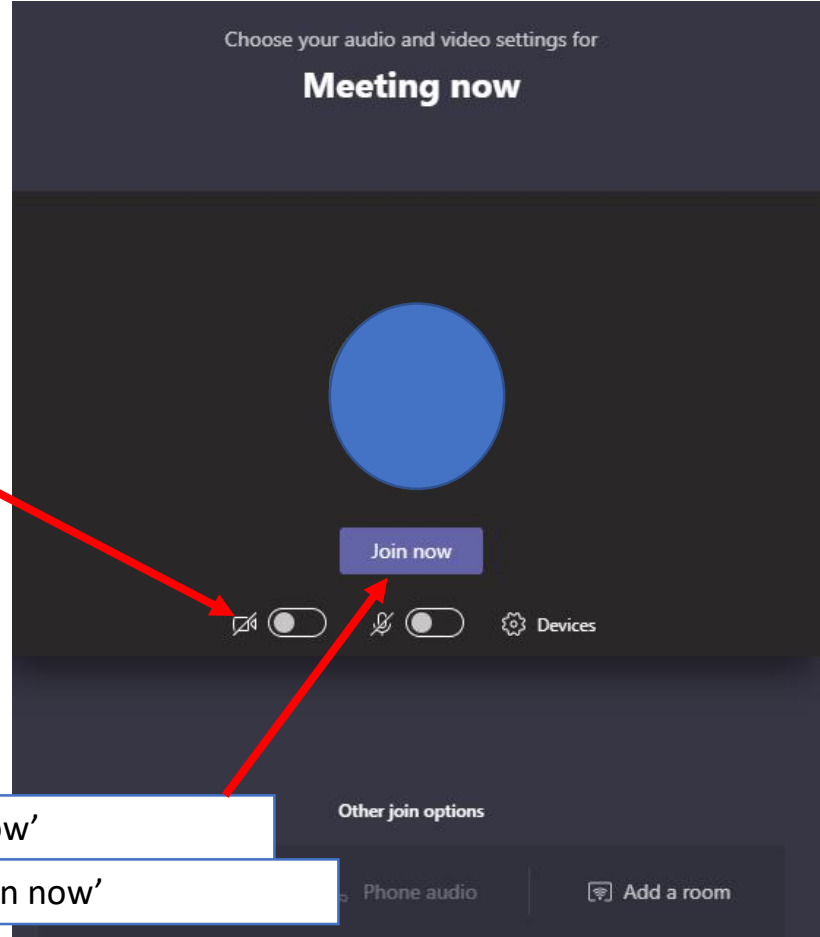 Choose your audio and video settings for
Meeting now
Join now
Devices
Other join options
ow’
Phone audio
Add a room
n now’